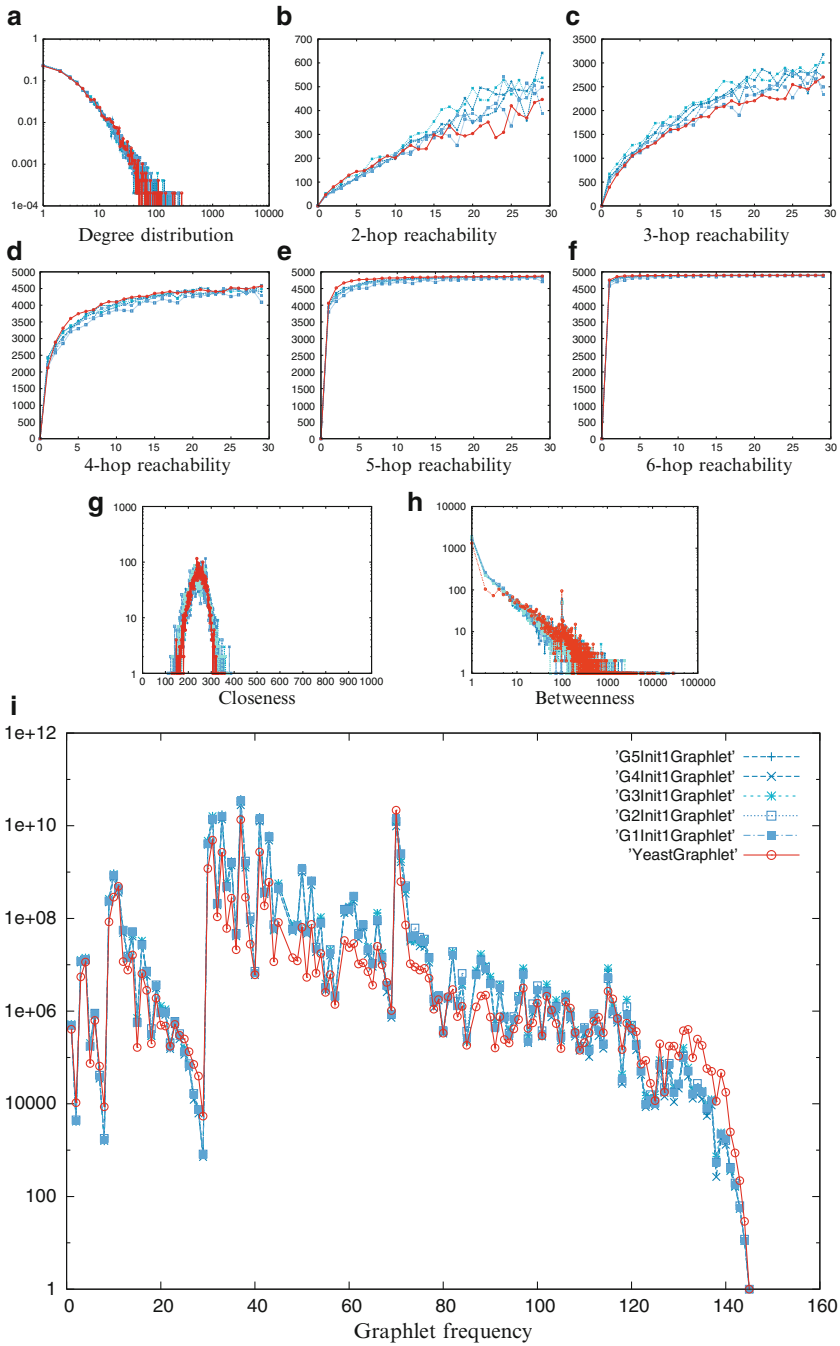 a
1
0.1
0.01
0.001
1e-04
1 10 100 1000 10000
Degree distribution
b
700
600
500
400
300
200
100
0
0 5 10 15 20 25 30
2-hop reachability
c
3500
3000
2500
2000
1500
1000
500
0
0 5 10 15 20 25 30
3-hop reachability
d
5000
4500
4000
3500
3000
2500
2000
1500
1000
500
0
0 5 10 15 20 25 30
4-hop reachability
e
5000
4500
4000
3500
3000
2500
2000
1500
1000
500
0
0 5 10 15 20 25 30
5-hop reachability
f
5000
4500
4000
3500
3000
2500
2000
1500
1000
500
0
0 5 10 15 20 25 30
6-hop reachability
g
1000
100
10
1
0 100 200 300 400 500 600 700 800 900 1000
Closeness
h
10000
1000
100
10
1
1 10 100 1000 10000 100000
Betweenness
i
1e+12
1e+10
1e+08
1e+06
10000
100
1
0 20 40 60 80 100 120 140 160
'G5Init1Graphlet'
'G4Init1Graphlet'
'G3Init1Graphlet'
'G2Init1Graphlet'
'G1Init1Graphlet'
'YeastGraphlet'
Graphlet frequency